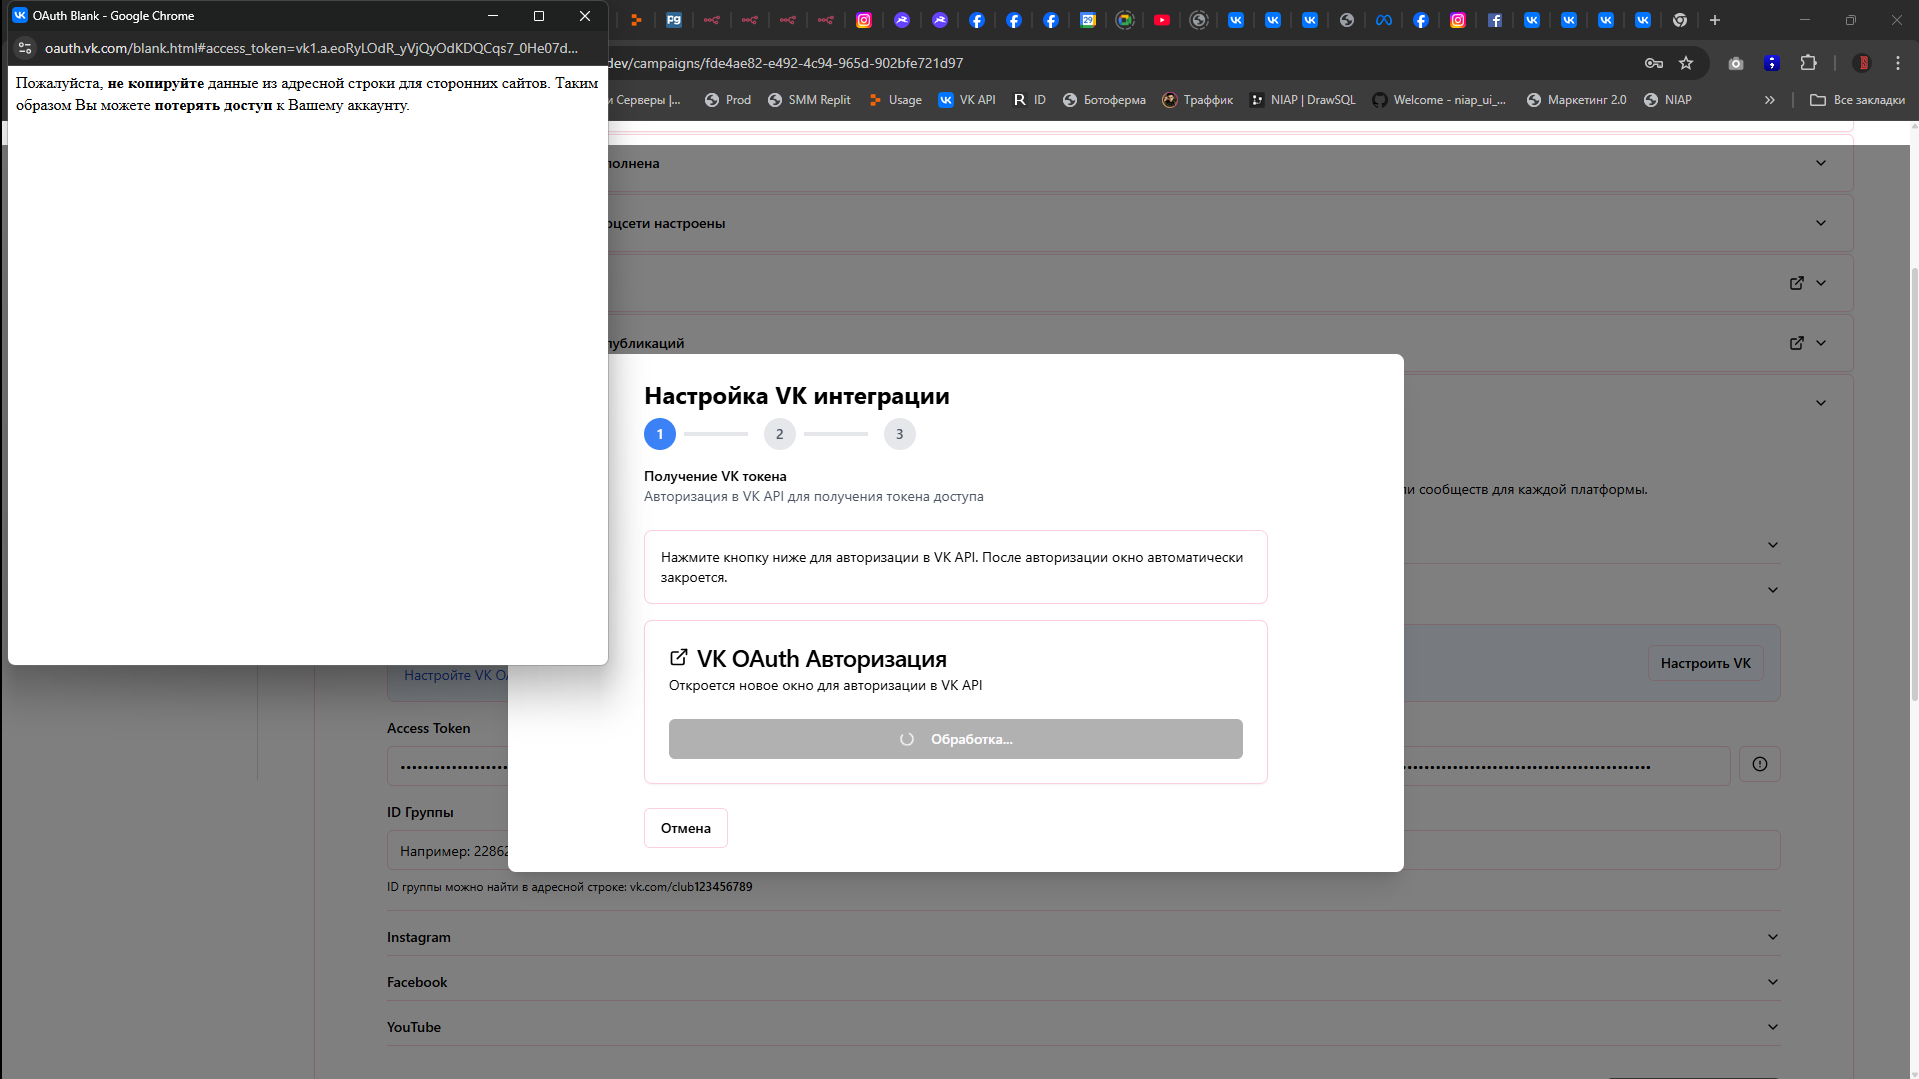 OAuth Blank - Google Chrome
oauth.vk.com/blank.html#access_token=vk1.a.eoRyLOdR_yVjQyOdKDQCqs7_0He07d...
Пожалуйста, не копируйте данные из адресной строки для сторонних сайтов. Таким
образом Вы можете потерять доступ к Вашему аккаунту.
dev/campaigns/fde4ae82-e492-4c94-965d-902bfe721d97
и Серверы |...
Prod
SMM Replit
Usage
VK API
ID
Ботоферма
Траффик
NIAP | DrawSQL
Welcome - niap_ui_...
Маркетинг 2.0
NIAP
Все закладки
полнена
оцсети настроены
публикаций
Настройка VK интеграции
1
2
3
Получение VK токена
Авторизация в VK API для получения токена доступа
ли сообществ для каждой платформы.
Нажмите кнопку ниже для авторизации в VK API. После авторизации окно автоматически
закроется.
VK OAuth Авторизация
Откроется новое окно для авторизации в VK API
Обработка...
Отмена
Настройте VK O
Настроить VK
Access Token
ID Группы
Например: 2286
ID группы можно найти в адресной строке: vk.com/club123456789
Instagram
Facebook
YouTube